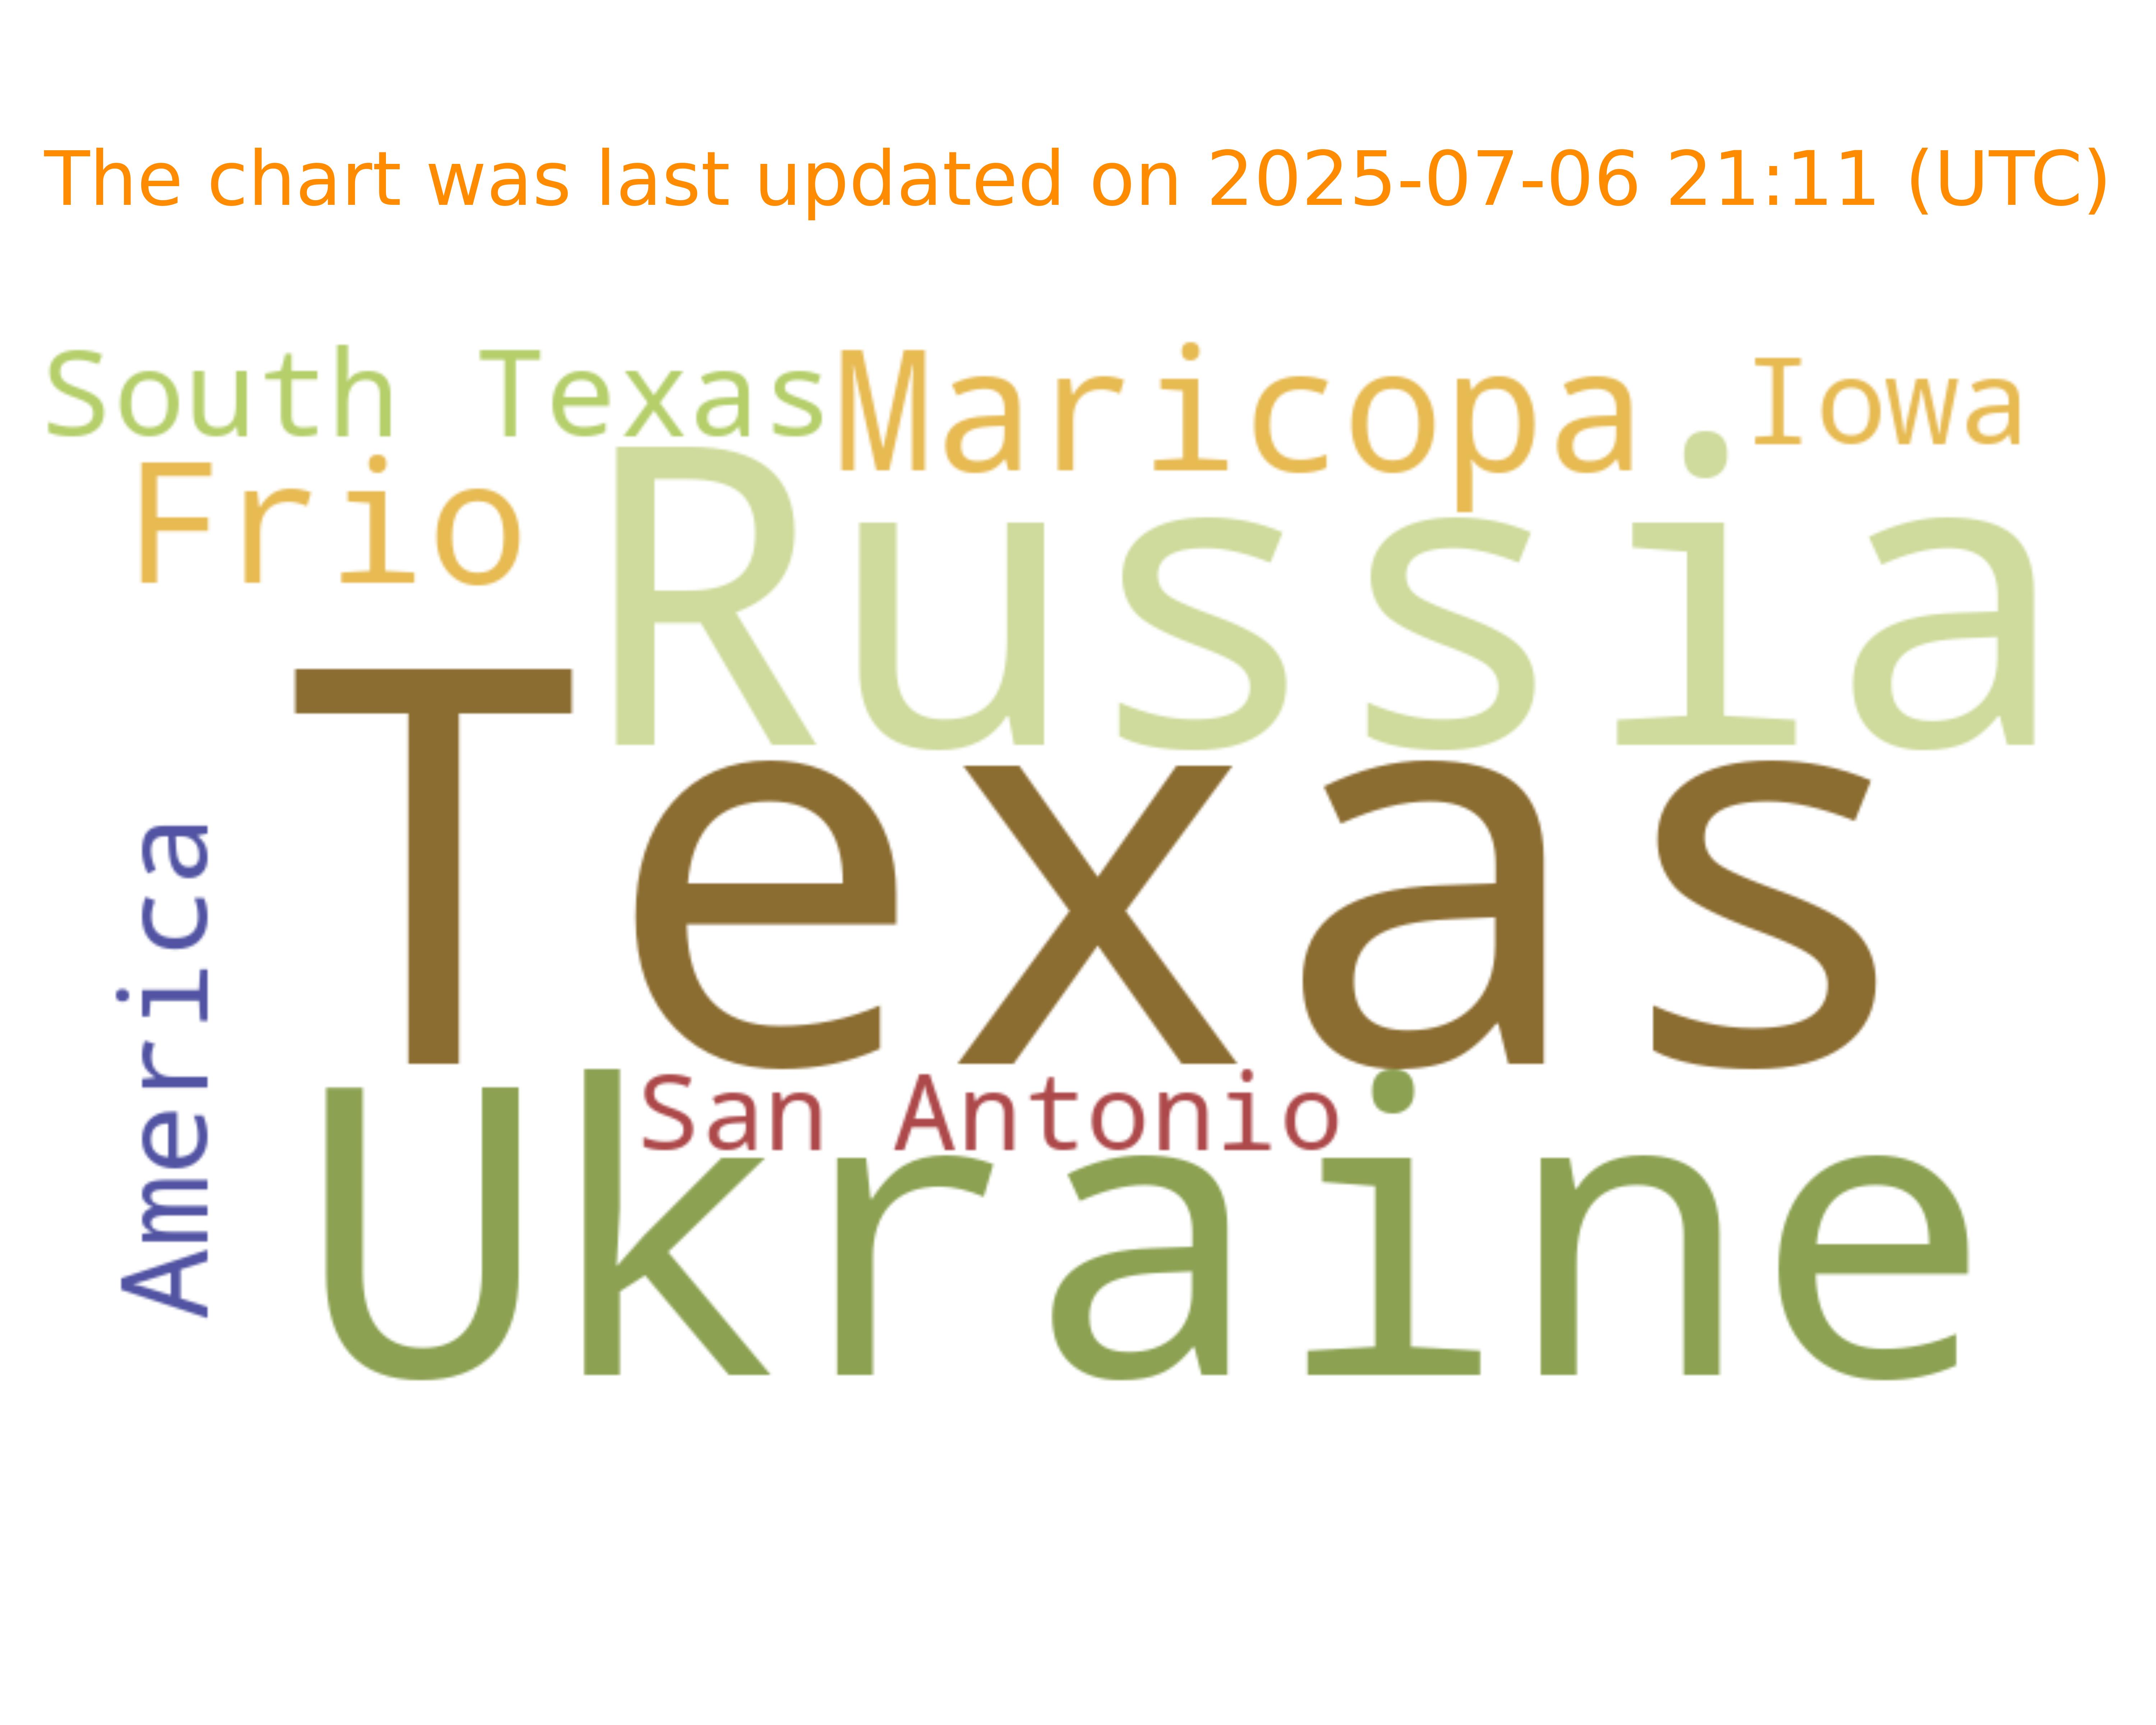 The chart was last updated on 2025-07-06 21:11 (UTC)
South Texas
Maricopa
Iowa
Frio
Russia
Texas
America
San Antonio
Ukraine